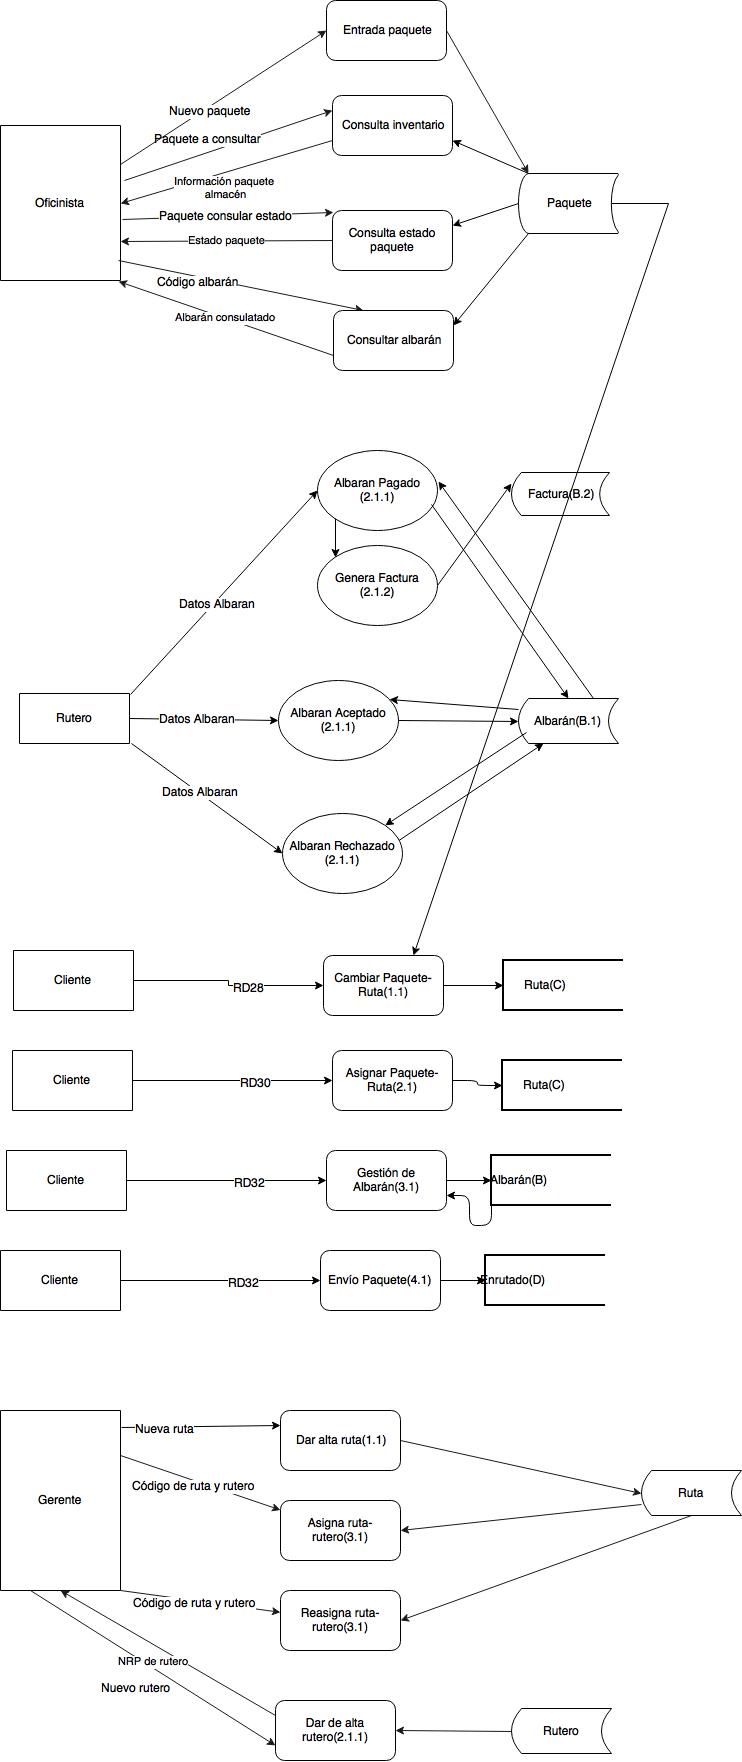 Entrada paquete
Nuevo paquete
Consulta inventario
Paquete a consultar
Información paquete
almacén
Oficinista
Paquete
Paquete consular estado
Consulta estado
paquete
Estado paquete
Código albarán
Albarán consulatado
Consultar albarán
Albaran Pagado
(2.1.1)
Factura(B.2)
Genera Factura
(2.1.2)
Datos Albaran
Rutero
Datos Albaran
Albaran Aceptado
(2.1.1)
Albarán(B.1)
Datos Albaran
Albaran Rechazado
(2.1.1)
Cliente
RD28
Cambiar Paquete-
Ruta(1.1)
Ruta(C)
Cliente
RD30
Asignar Paquete-
Ruta(2.1)
Ruta(C)
Cliente
RD32
Gestión de
Albarán(3.1)
Albarán(B)
Cliente
RD32
Envío Paquete(4.1)
Enrutado(D)
Nueva ruta
Dar alta ruta(1.1)
Código de ruta y rutero
Gerente
Ruta
Asigna ruta-
rutero(3.1)
Código de ruta y rutero
Reasigna ruta-
rutero(3.1)
NRP de rutero
Nuevo rutero
Dar de alta
rutero(2.1.1)
Rutero